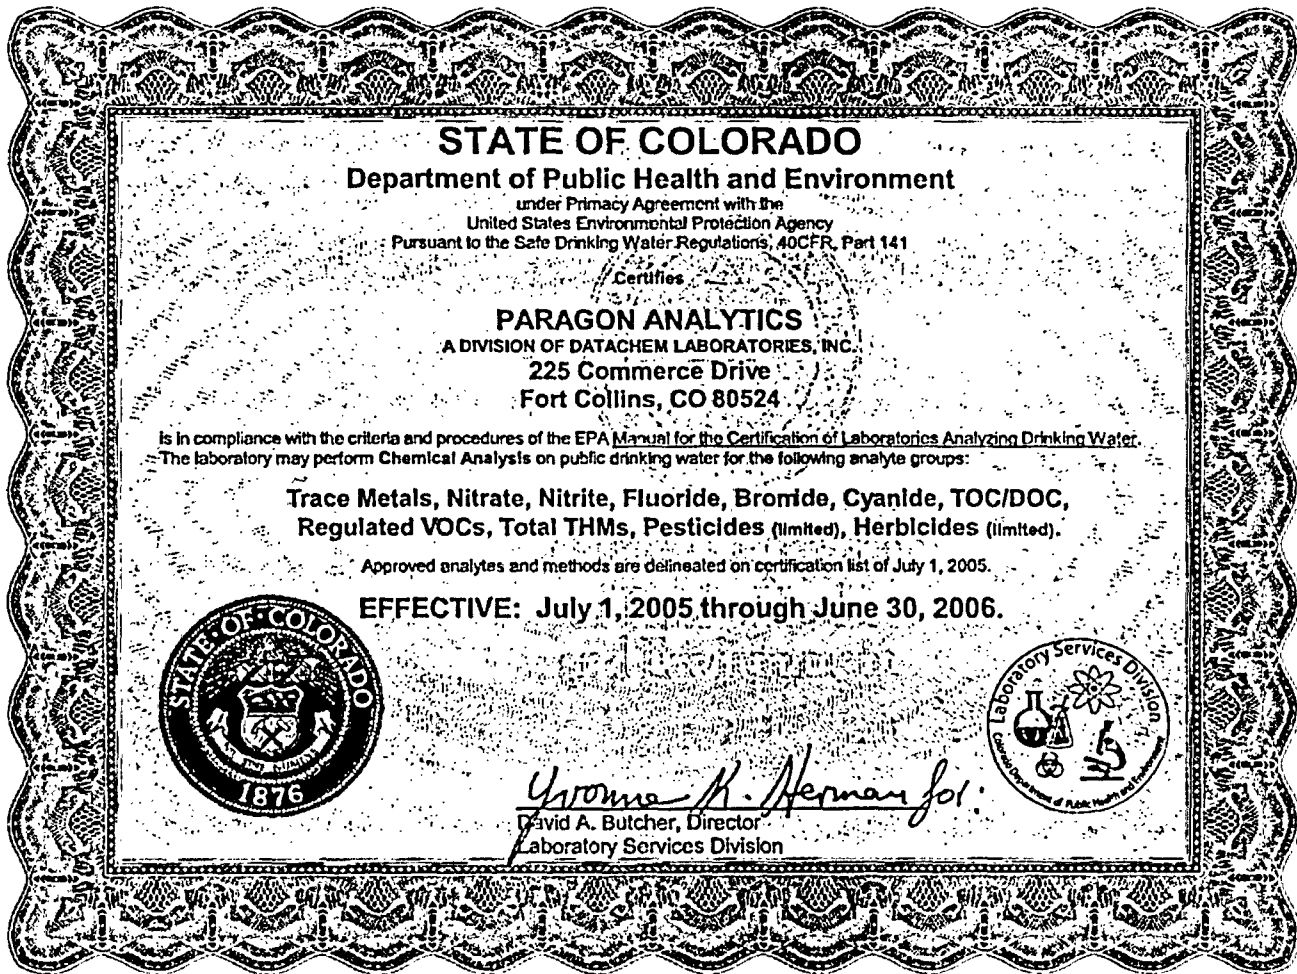 STATE OF COLORADO
Department of Public Health and Environment
under Primacy Agreement with the
United States Environmental Protection Agency
Pursuant to the Safe Drinking Water Regulations, 40CFR, Part 141
Certifies
PARAGON ANALYTICS
A DIVISION OF DATACHEM LABORATORIES, INC.
225 Commerce Drive
Fort Collins, CO 80524
is in compliance with the criteria and procedures of the EPA Manual for the Certification of Laboratories Analyzing Drinking Water.
The laboratory may perform Chemical Analysis on public drinking water for the following analyte groups:
Trace Metals, Nitrate, Nitrite, Fluoride, Bromide, Cyanide, TOC/DOC,
Regulated VOCs, Total THMs, Pesticides (limited), Herbicides (limited).
Approved analytes and methods are delineated on certification list of July 1, 2005.
EFFECTIVE: July 1, 2005 through June 30, 2006.
STATE·OF·COLORADO
1876
Laboratory Services Division
Colorado Department of Public Health and Environment
Yvonne K. Herman for:
David A. Butcher, Director
Laboratory Services Division